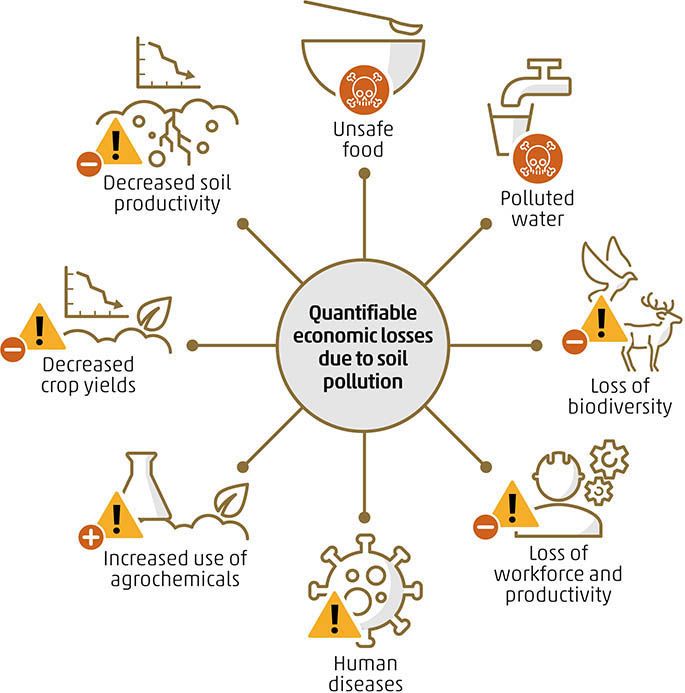 Quantifiable
economic losses
due to soil
pollution
Unsafe
food
Polluted
water
Loss of
biodiversity
Loss of
workforce and
productivity
Human
diseases
Increased use of
agrochemicals
Decreased
crop yields
Decreased soil
productivity